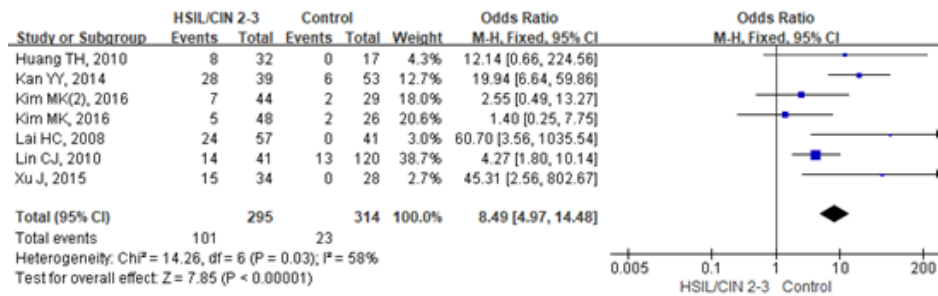 HSIL/CIN 2-3 Control Odds Ratio Odds Ratio
Study or Subgroup Events Total Events Total Weight M-H, Fixed, 95% CI M-H, Fixed, 95% CI
Huang TH, 2010 8 32 0 17 4.3% 12.14 [0.66, 224.56]
Kan YY, 2014 28 39 6 53 12.7% 19.94 [6.64, 59.86]
Kim MK(2), 2016 7 44 2 29 18.0% 2.55 [0.49, 13.27]
Kim MK, 2016 5 48 2 26 20.6% 1.40 [0.25, 7.75]
Lai HC, 2008 24 57 0 41 3.0% 60.70 [3.56, 1035.54]
Lin CJ, 2010 14 41 13 120 38.7% 4.27 [1.80, 10.14]
Xu J, 2015 15 34 0 28 2.7% 45.31 [2.56, 802.67]
Total (95% CI) 295 314 100.0% 8.49 [4.97, 14.48]
Total events 101 23
Heterogeneity: Chi² = 14.26, df = 6 (P = 0.03); I² = 58%
Test for overall effect: Z = 7.85 (P < 0.00001)
0.005 0.1 1 10 200
HSIL/CIN 2-3 Control